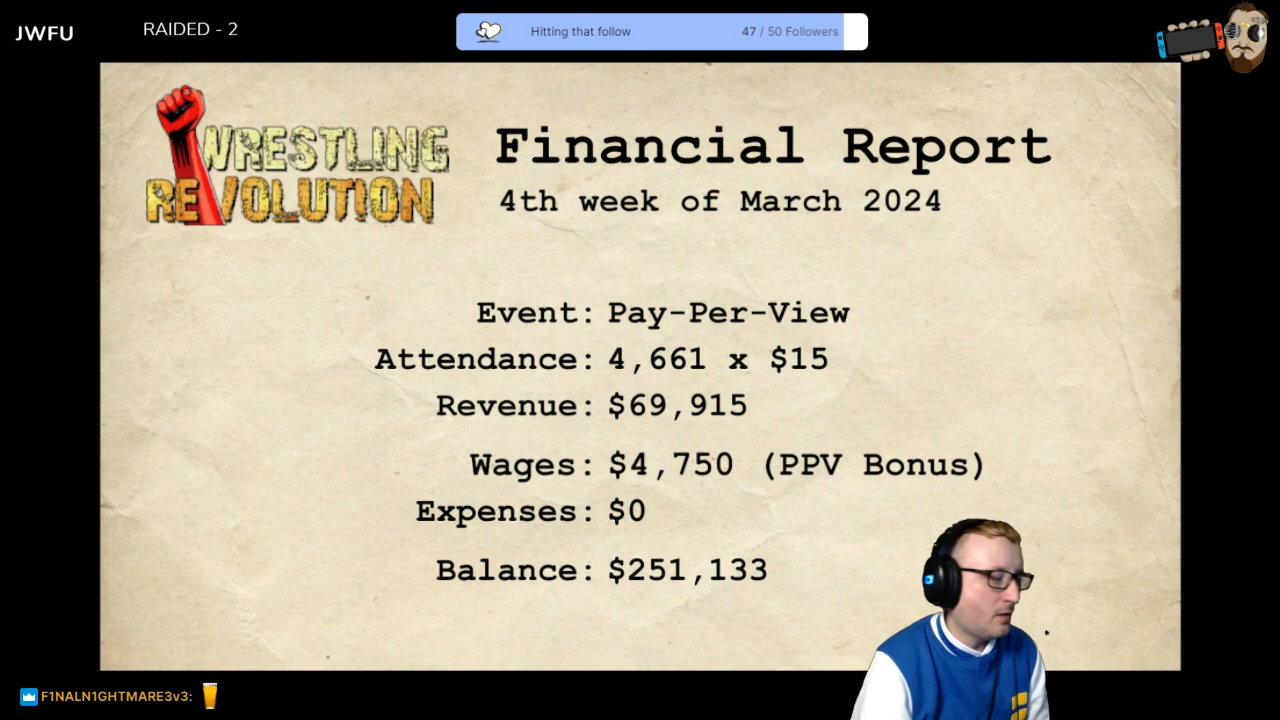 JWFU
RAIDED - 2
Hitting that follow
47 / 50 Followers
WRESTLING
REVOLUTION
Financial Report
4th week of March 2024
Event: Pay-Per-View
Attendance: 4,661 x $15
Revenue: $69,915
Wages: $4,750 (PPV Bonus)
Expenses: $0
Balance: $251,133
F1NALN1GHTMARE3v3: